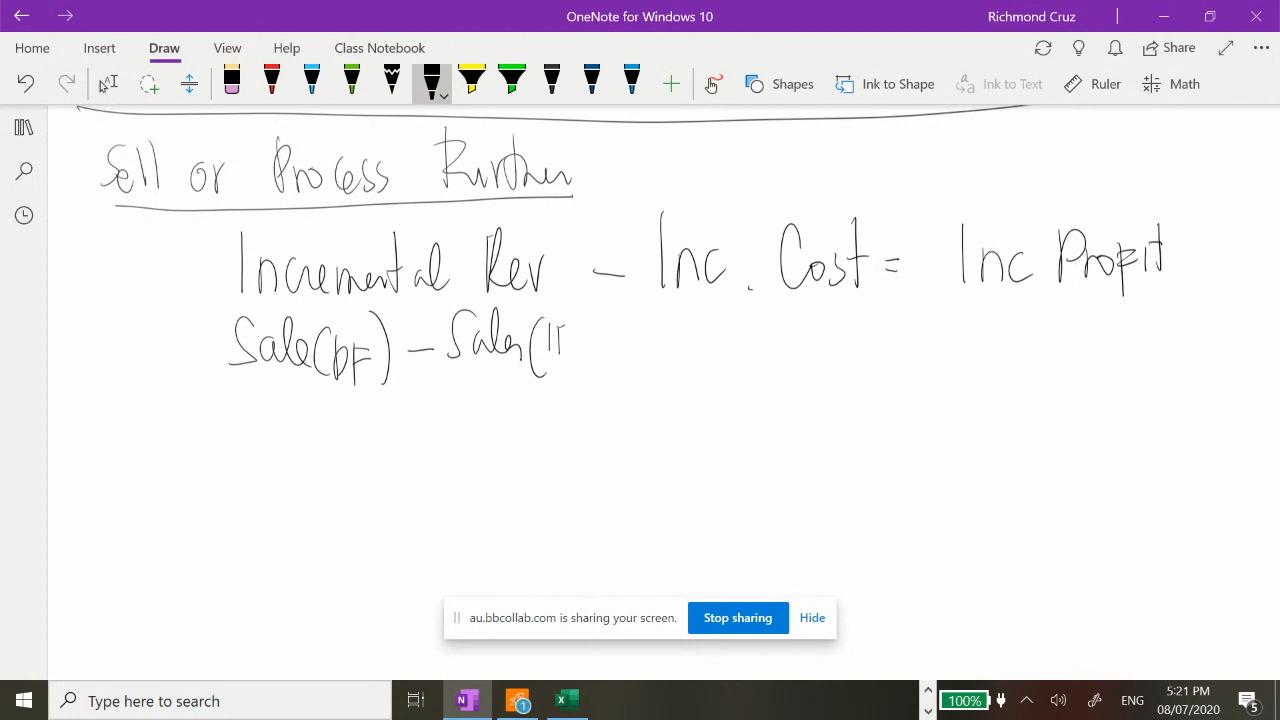 OneNote for Windows 10
Richmond Cruz
Home Insert Draw View Help Class Notebook
Share
Shapes Ink to Shape Ink to Text Ruler Math
Sell or Process Further
Incremental Rev - Inc. Cost = Inc Profit
Sale(PF) - Sales(
au.bbcollab.com is sharing your screen. Stop sharing Hide
Type here to search
N 1 X
100% ENG 5:21 PM
08/07/2020 5